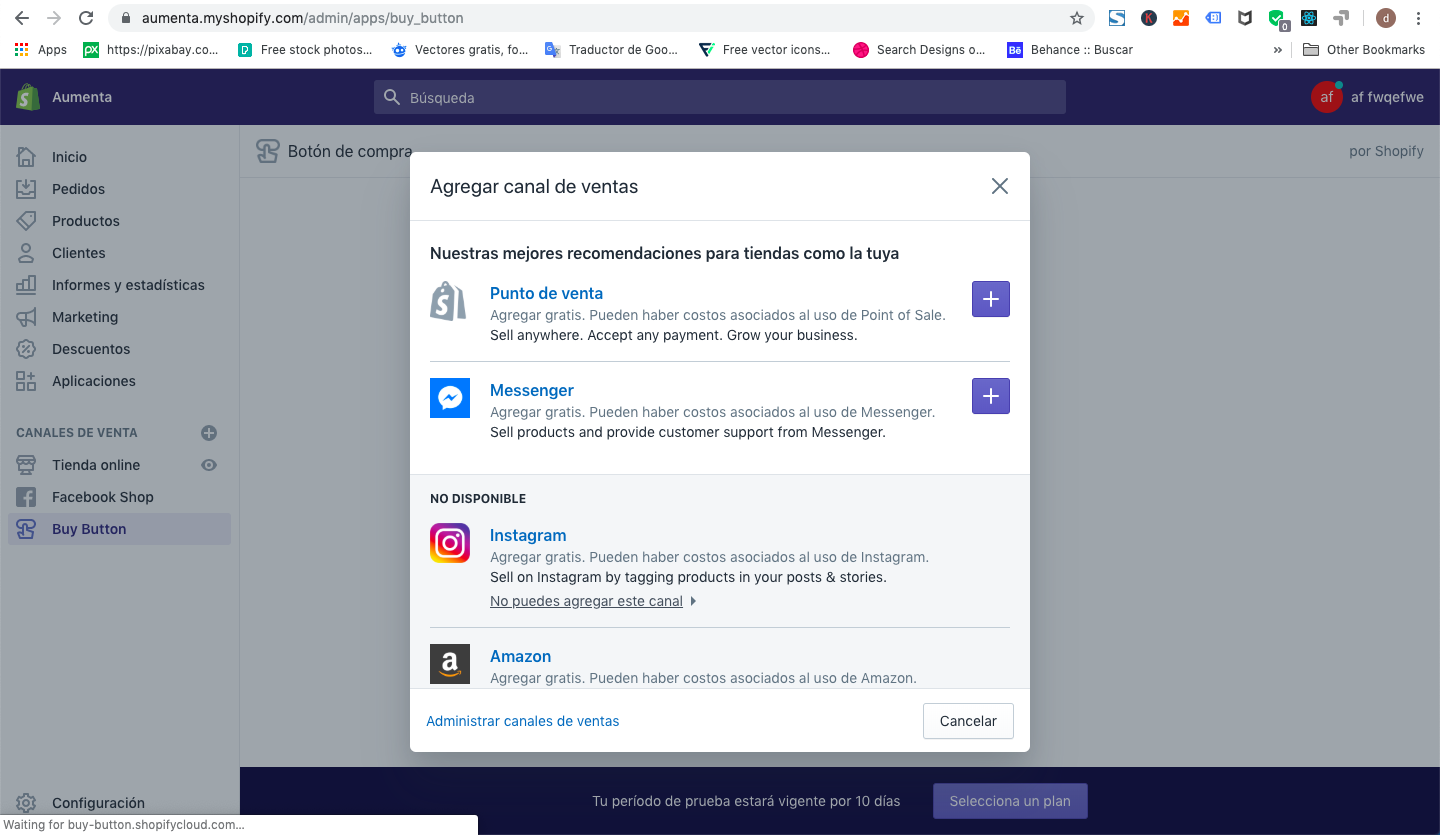 aumenta.myshopify.com/admin/apps/buy_button
0
d
Apps
https://pixabay.co...
Free stock photos...
Vectores gratis, fo...
Traductor de Goo...
Free vector icons...
Search Designs o...
Bē
Behance :: Buscar
»
Other Bookmarks
Aumenta
Búsqueda
af
af fwqefwe
Inicio
Pedidos
Productos
Clientes
Informes y estadísticas
Marketing
Descuentos
Aplicaciones
CANALES DE VENTA
Tienda online
Facebook Shop
Buy Button
Configuración
Botón de compra
por Shopify
Agregar canal de ventas
Nuestras mejores recomendaciones para tiendas como la tuya
Punto de venta
Agregar gratis. Pueden haber costos asociados al uso de Point of Sale.
Sell anywhere. Accept any payment. Grow your business.
Messenger
Agregar gratis. Pueden haber costos asociados al uso de Messenger.
Sell products and provide customer support from Messenger.
NO DISPONIBLE
Instagram
Agregar gratis. Pueden haber costos asociados al uso de Instagram.
Sell on Instagram by tagging products in your posts & stories.
No puedes agregar este canal
Amazon
Agregar gratis. Pueden haber costos asociados al uso de Amazon.
Administrar canales de ventas
Cancelar
Tu período de prueba estará vigente por 10 días
Selecciona un plan
Waiting for buy-button.shopifycloud.com...